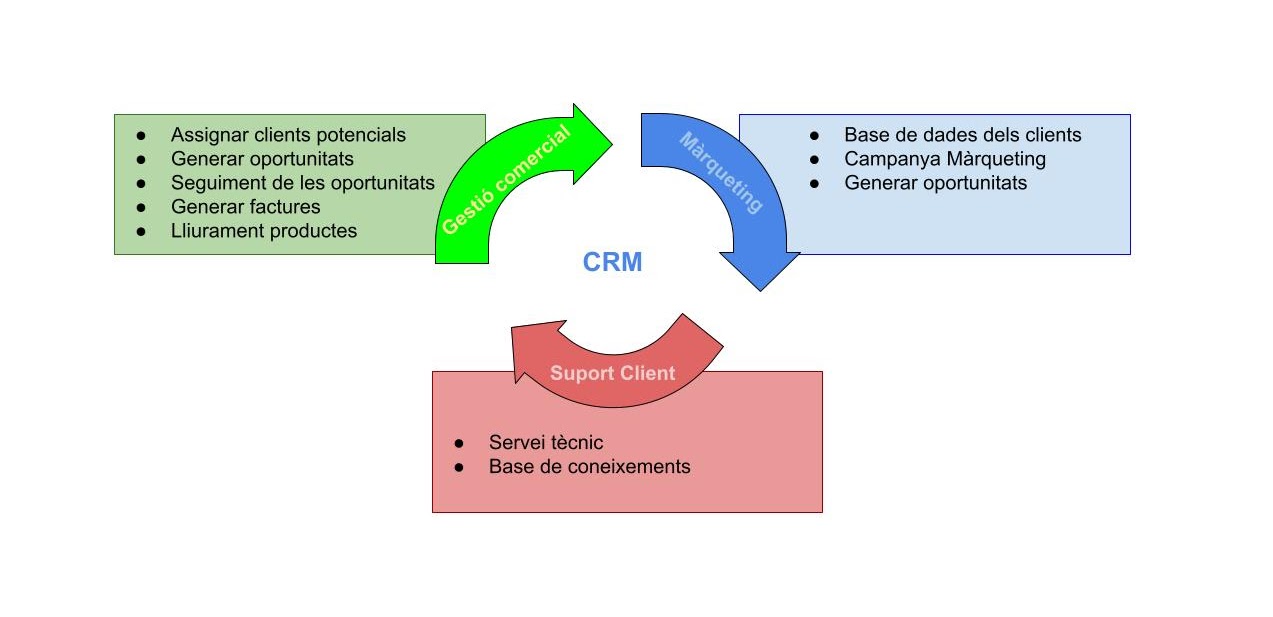 ● Assignar clients potencials
● Generar oportunitats
● Seguiment de les oportunitats
● Generar factures
● Lliurament productes
Gestió comercial
Màrqueting
● Base de dades dels clients
● Campanya Màrqueting
● Generar oportunitats
CRM
Suport Client
● Servei tècnic
● Base de coneixements